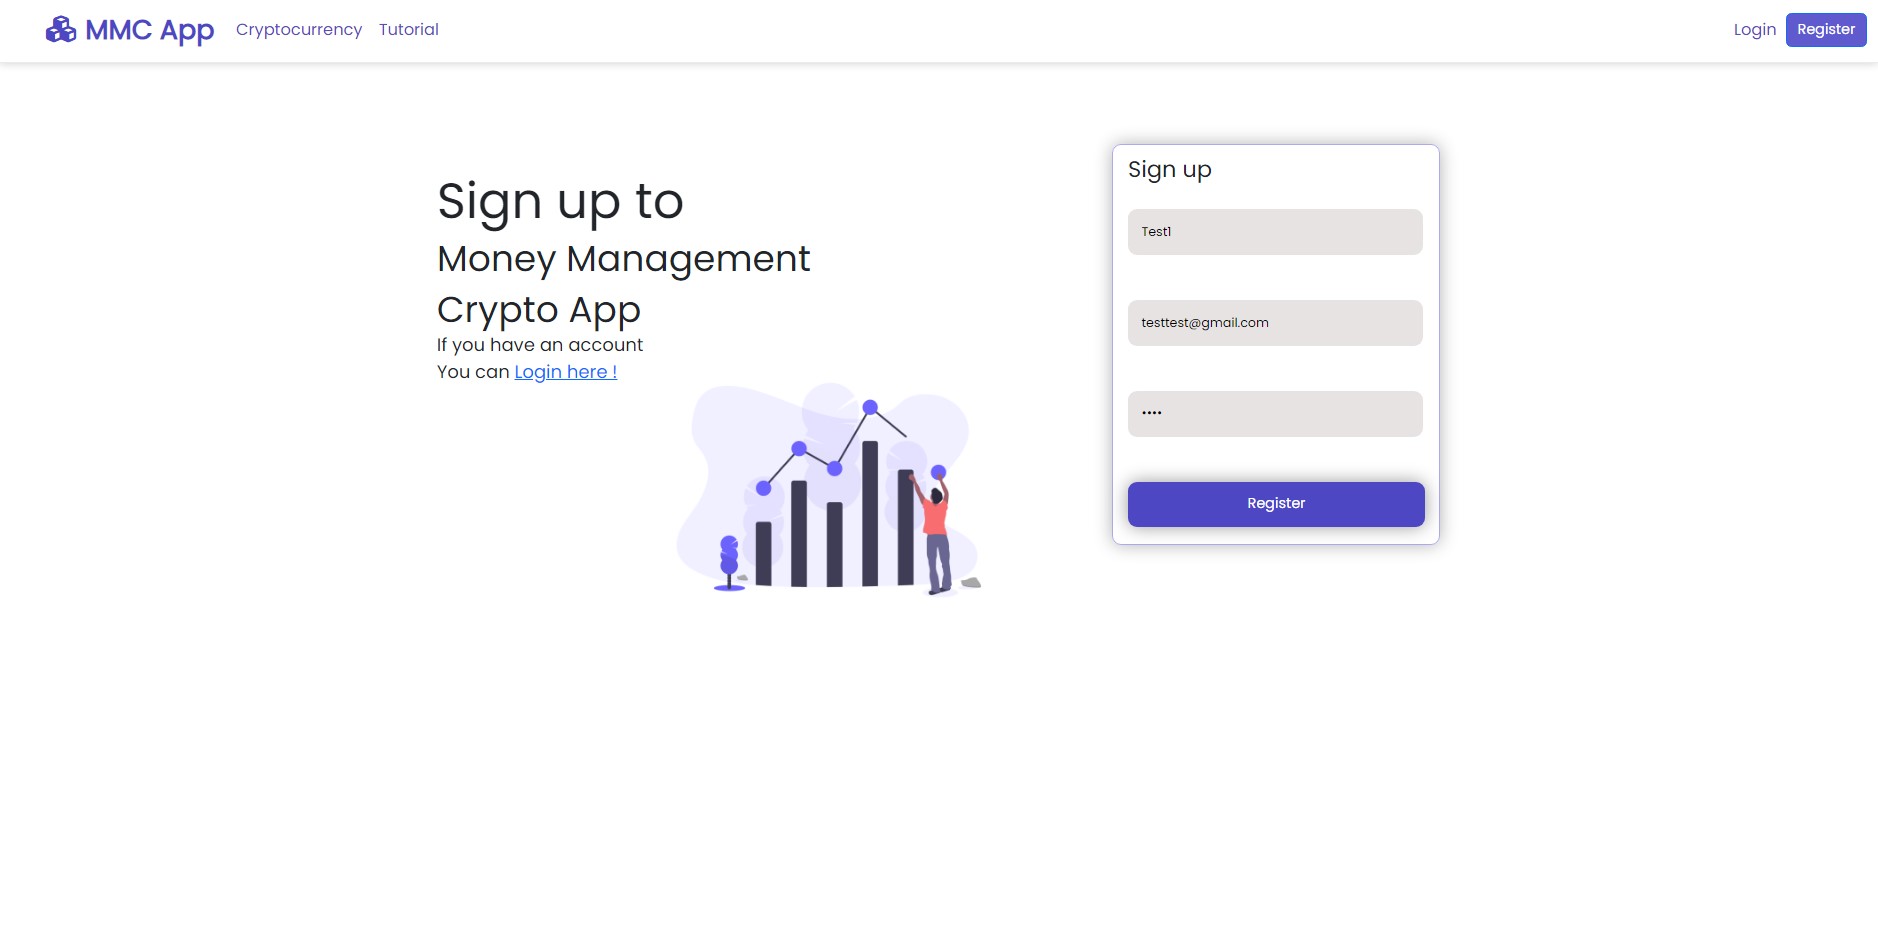 MMC App
Cryptocurrency
Tutorial
Login
Register
Sign up to
Money Management
Crypto App
If you have an account
You can Login here !
Sign up
Test1
testtest@gmail.com
••••
Register